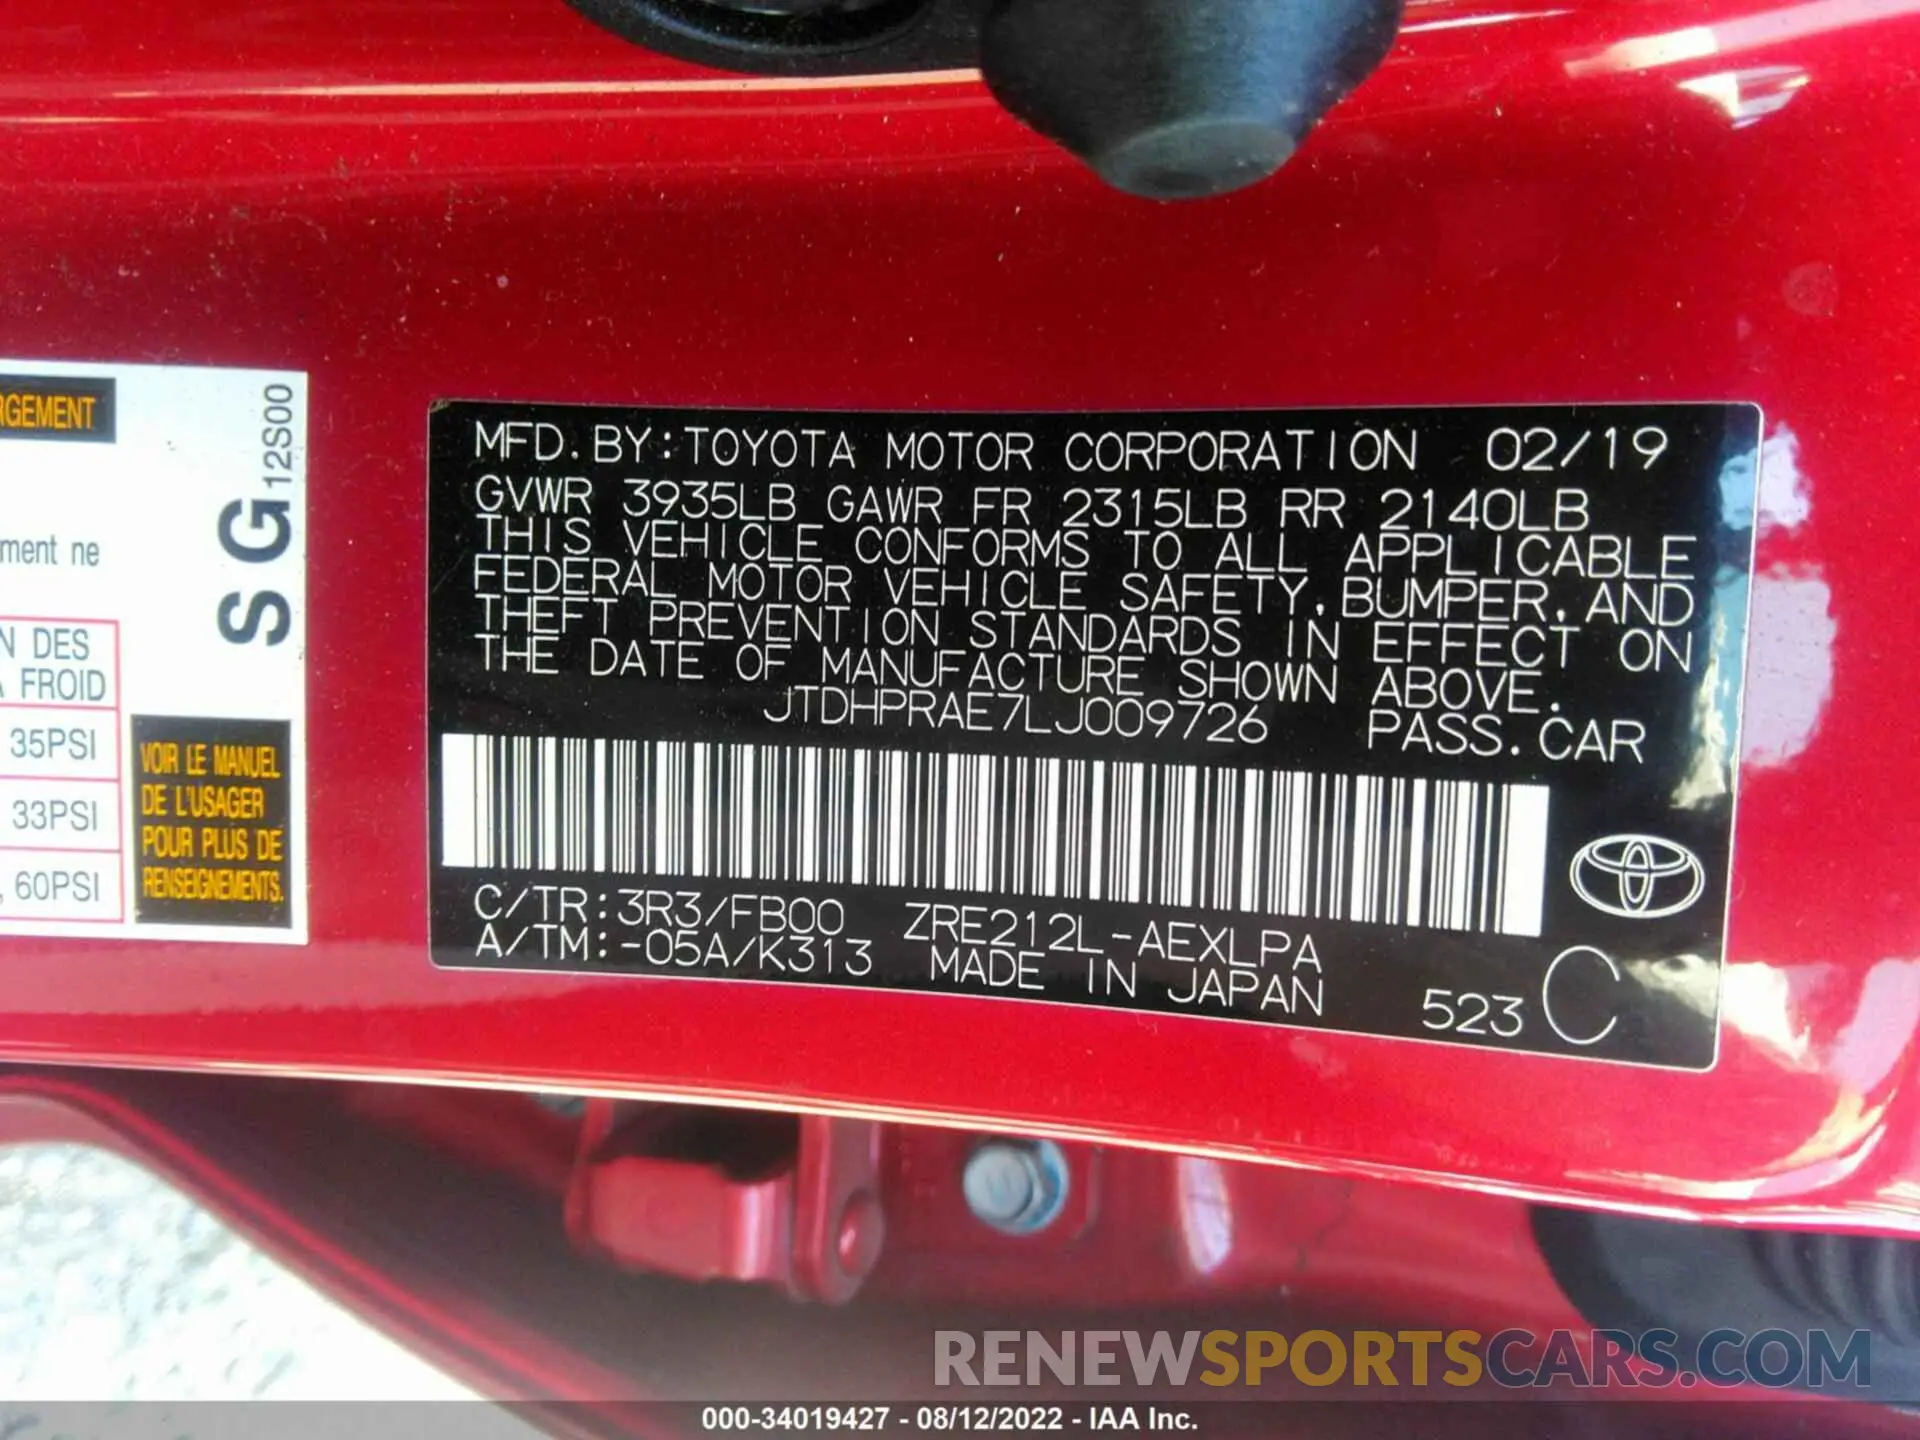 RGEMENT
12S00
SG
ment ne
N DES
A FROID
35PSI
33PSI
, 60PSI
VOIR LE MANUEL
DE L'USAGER
POUR PLUS DE
RENSEIGNEMENTS.
MFD. BY: TOYOTA MOTOR CORPORATION 02/19
GVWR 3935LB GAWR FR 2315LB RR 2140LB
THIS VEHICLE CONFORMS TO ALL APPLICABLE
FEDERAL MOTOR VEHICLE SAFETY, BUMPER, AND
THEFT PREVENTION STANDARDS IN EFFECT ON
THE DATE OF MANUFACTURE SHOWN ABOVE.
JTDHPRAE7LJ009726 PASS. CAR
C/TR: 3R3/FB00 ZRE212L-AEXLPA
A/TM: -05A/K313 MADE IN JAPAN
523 C
RENEWSPORTSCARS.COM
000-34019427 - 08/12/2022 - IAA Inc.